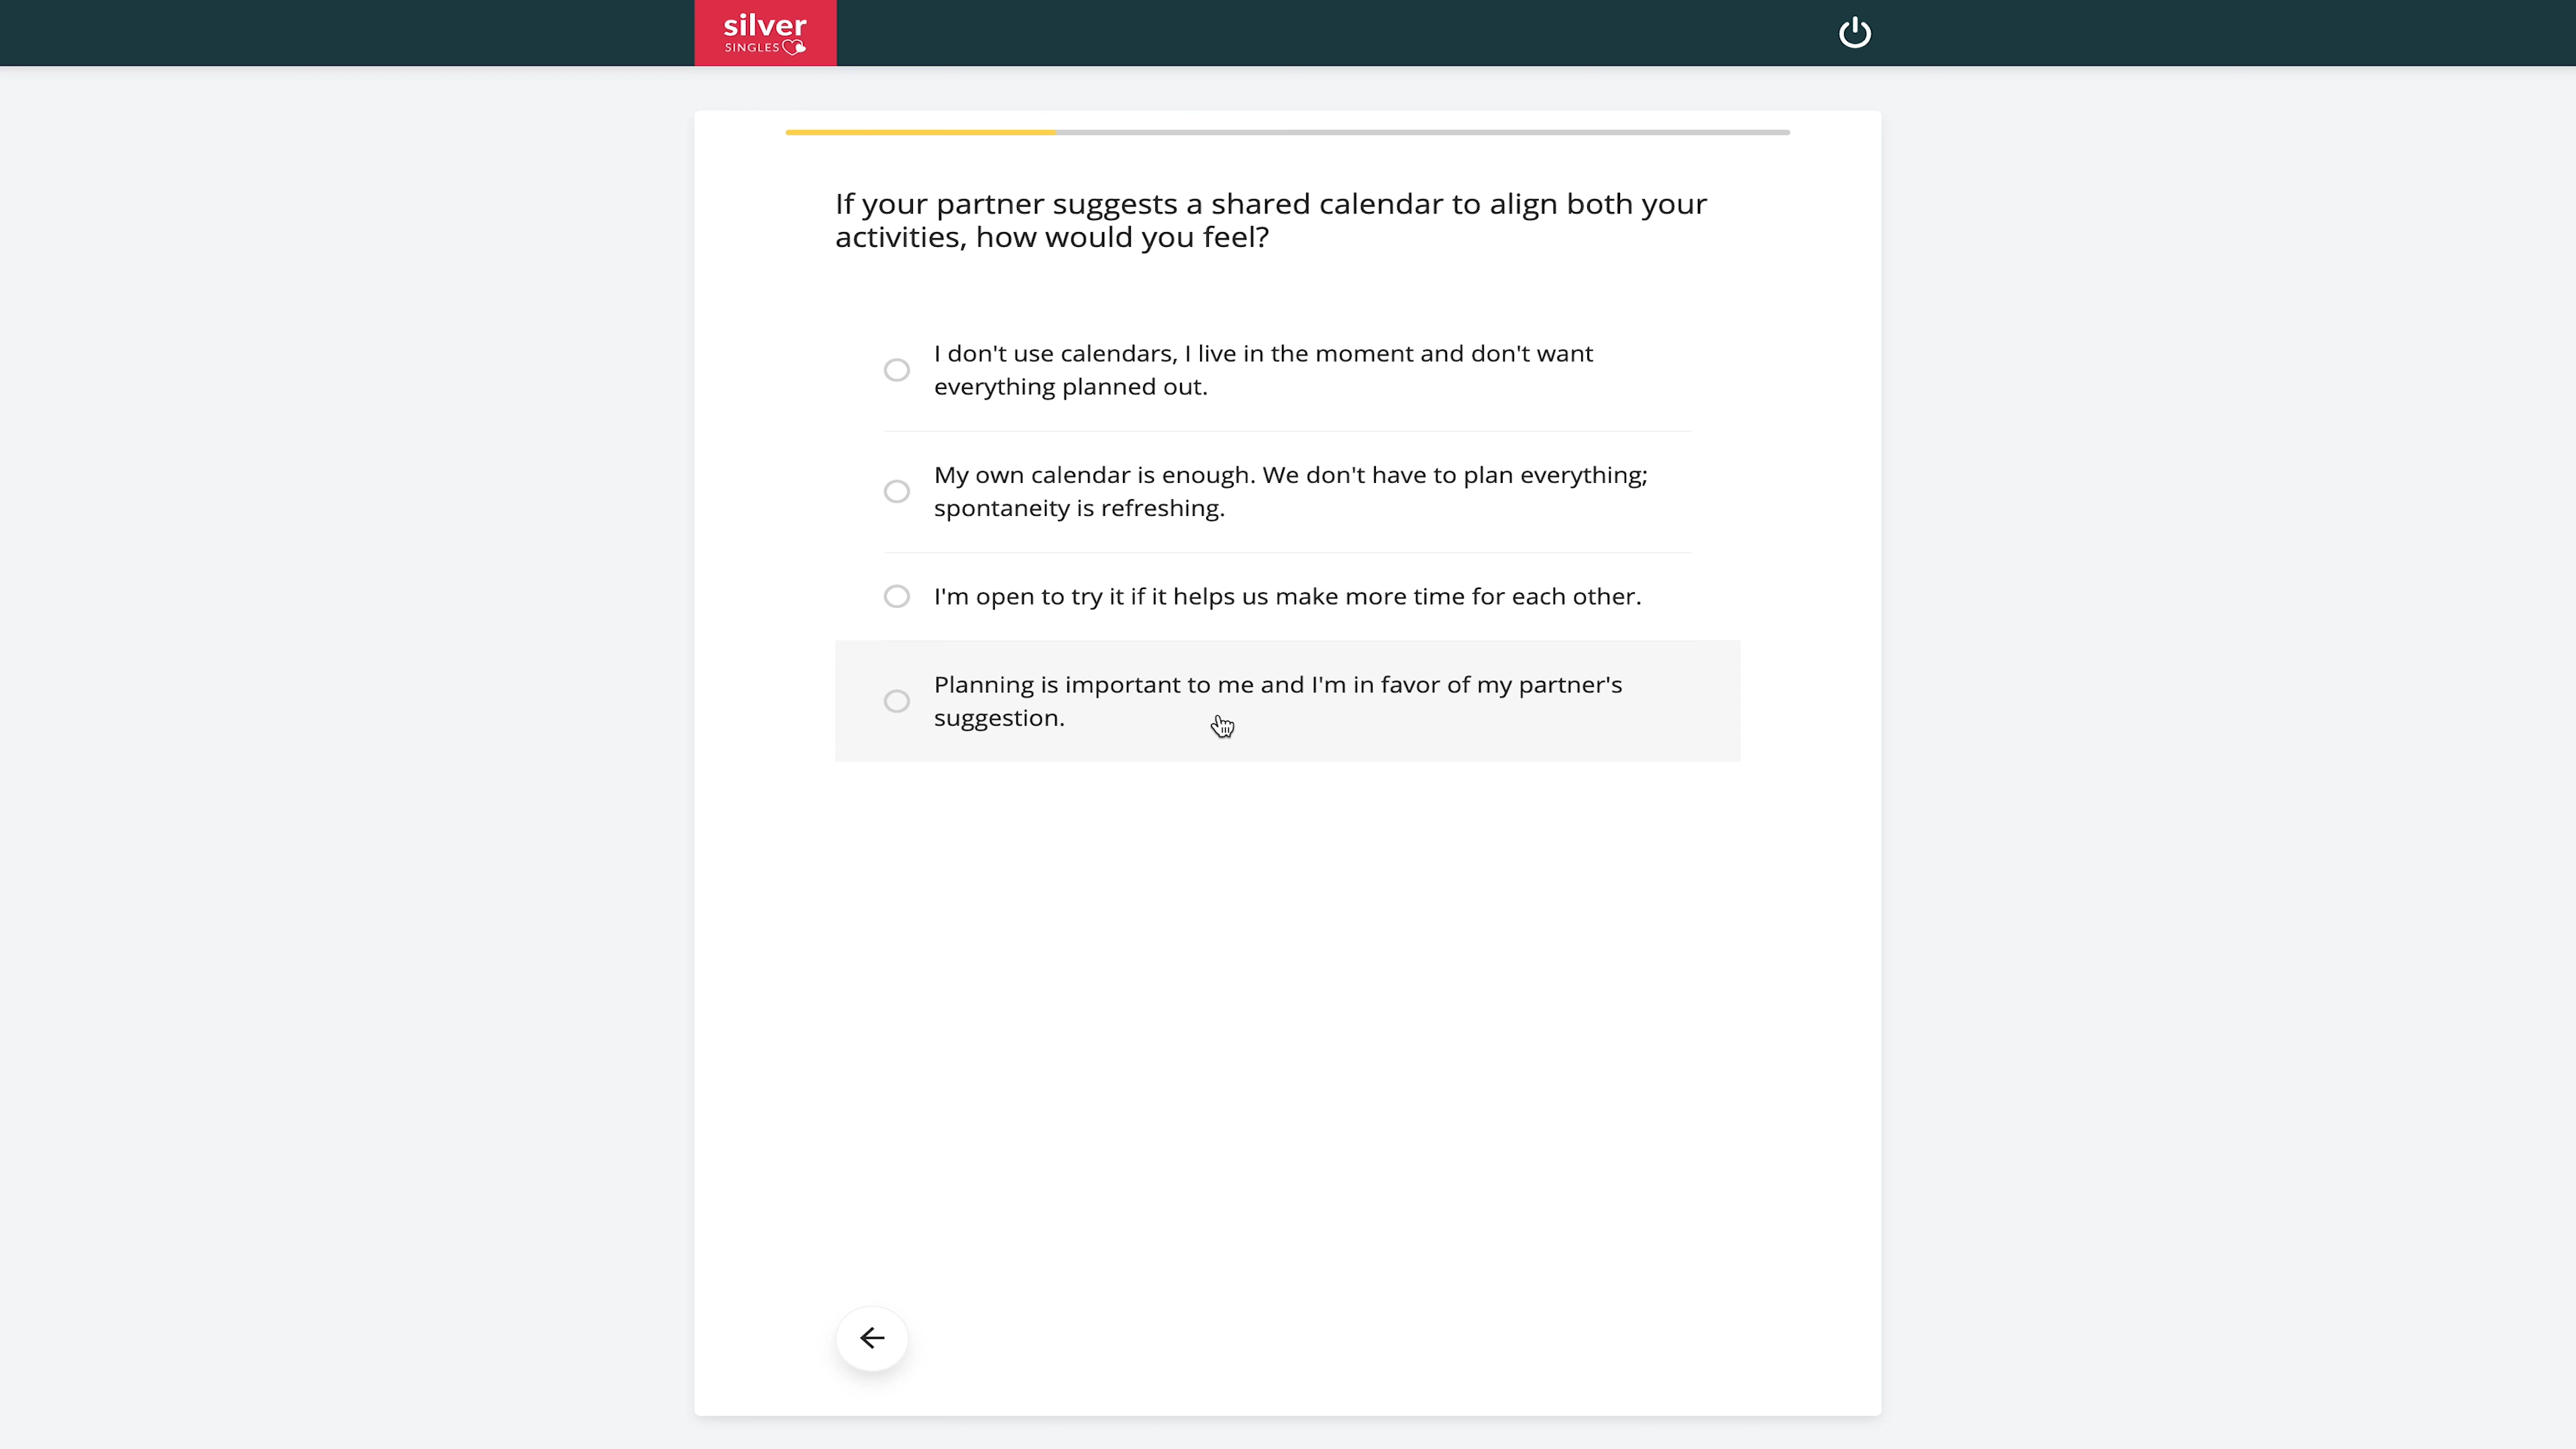 silver
SINGLES
If your partner suggests a shared calendar to align both your
activities, how would you feel?
I don't use calendars, I live in the moment and don't want
everything planned out.
My own calendar is enough. We don't have to plan everything;
spontaneity is refreshing.
I'm open to try it if it helps us make more time for each other.
Planning is important to me and I'm in favor of my partner's
suggestion.